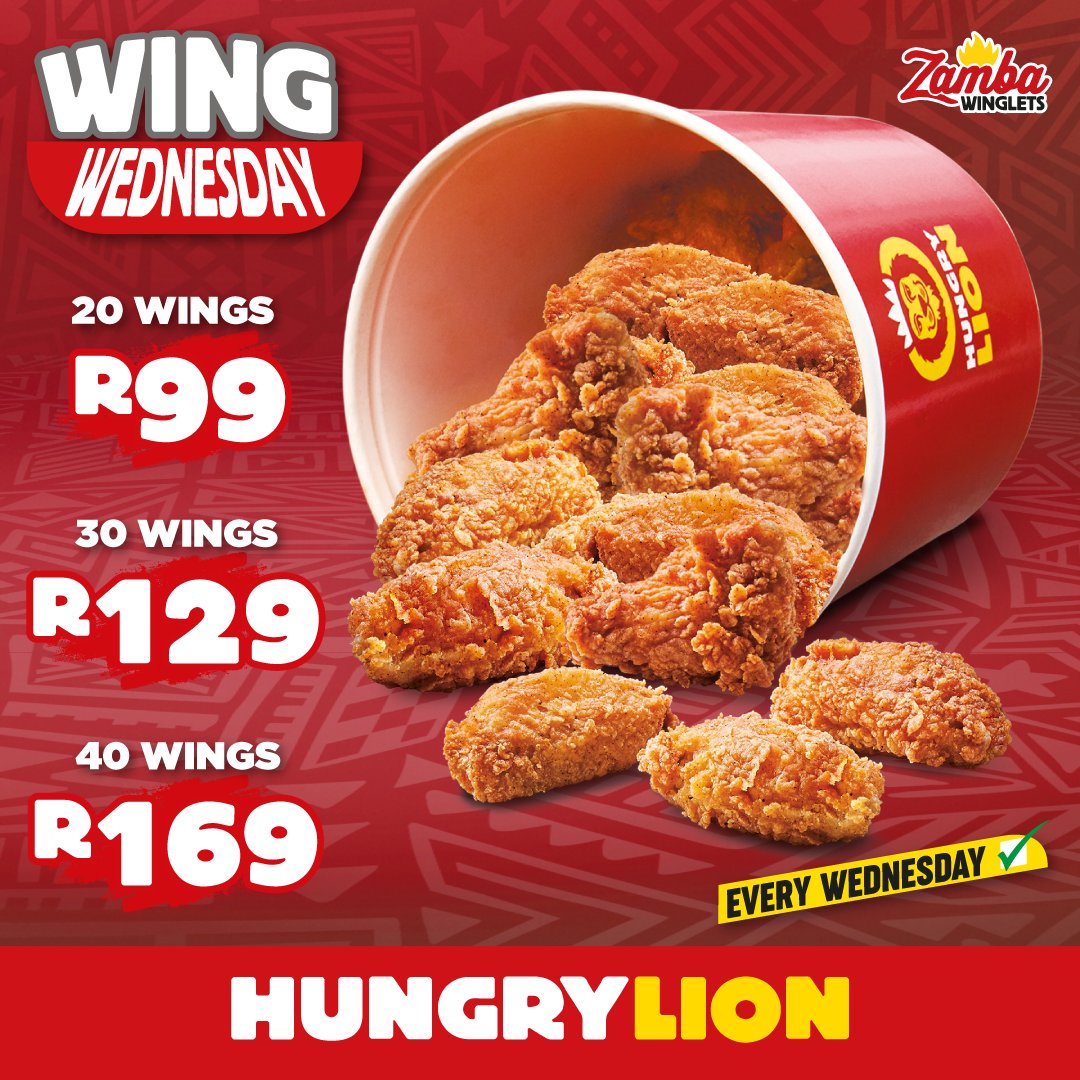 WING
WEDNESDAY
Zamba
WINGLETS
20 WINGS
R99
30 WINGS
R129
40 WINGS
R169
HUNGRY
LION
EVERY WEDNESDAY
HUNGRYLION